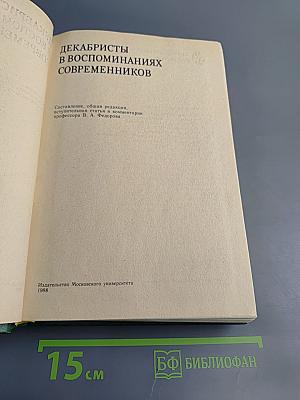 ДЕКАБРИСТЫ
В ВОСПОМИНАНИЯХ
СОВРЕМЕННИКОВ
Составление, общая редакция,
вступительная статья и комментарии
профессора В. А. Федорова
Издательство Московского университета
1988
15 см
БФ БИБЛИОФАН